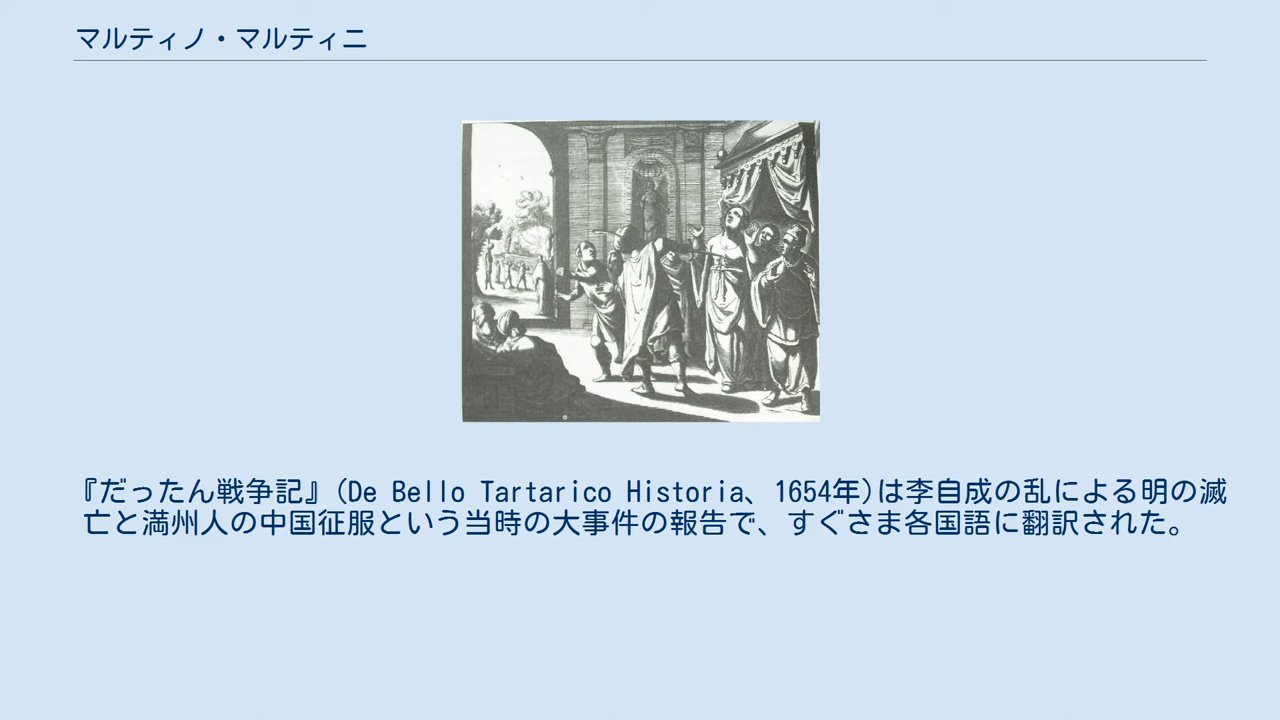 マルティノ・マルティニ
『だったん戦争記』(De Bello Tartarico Historia、1654年)は李自成の乱による明の滅
亡と満州人の中国征服という当時の大事件の報告で、すぐさま各国語に翻訳された。